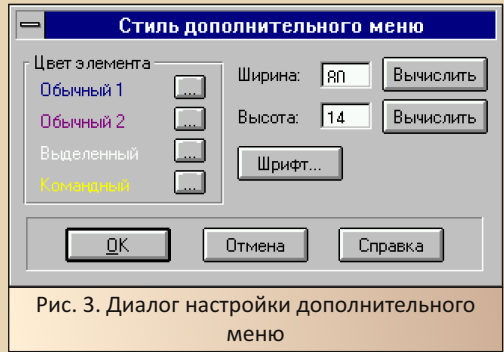 Стиль дополнительного меню
Цвет элемента
Обычный 1 ...
Обычный 2 ...
Выделенный ...
Командный ...
Ширина: 80 Вычислить
Высота: 14 Вычислить
Шрифт...
OK Отмена Справка
Рис. 3. Диалог настройки дополнительного
меню